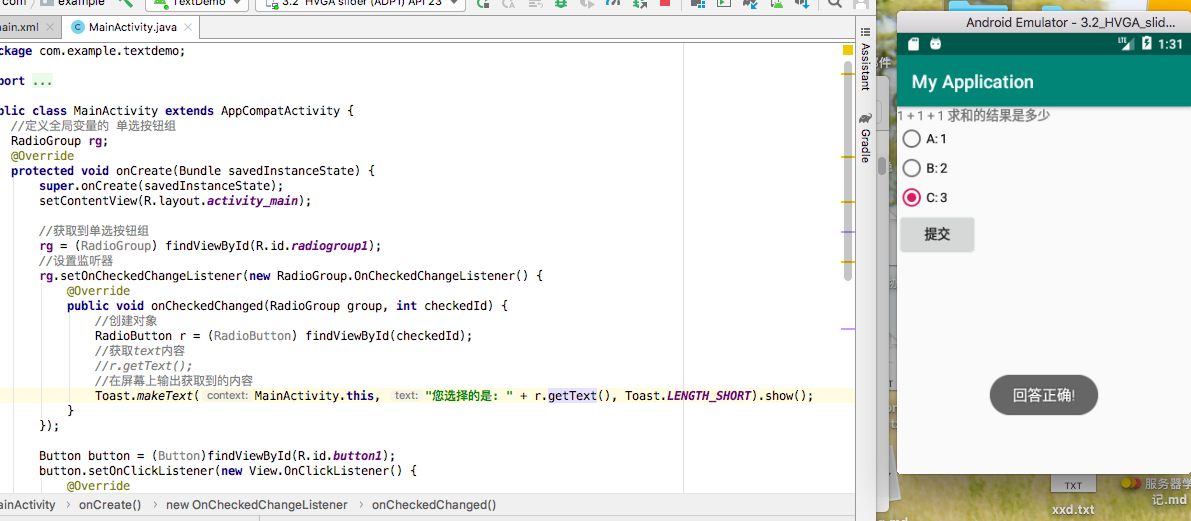 com
example
TextDemo
3.2_HVGA slider (ADP1) API 23
main.xml
MainActivity.java
ckage com.example.textdemo;
port ...
blic class MainActivity extends AppCompatActivity {
//定义全局变量的 单选按钮组
RadioGroup rg;
@Override
protected void onCreate(Bundle savedInstanceState) {
super.onCreate(savedInstanceState);
setContentView(R.layout.activity_main);
//获取到单选按钮组
rg = (RadioGroup) findViewById(R.id.radiogroup1);
//设置监听器
rg.setOnCheckedChangeListener(new RadioGroup.OnCheckedChangeListener() {
@Override
public void onCheckedChanged(RadioGroup group, int checkedId) {
//创建对象
RadioButton r = (RadioButton) findViewById(checkedId);
//获取text内容
//r.getText();
//在屏幕上输出获取到的内容
Toast.makeText( context: MainActivity.this, text: "您选择的是: " + r.getText(), Toast.LENGTH_SHORT).show();
}
});
Button button = (Button)findViewById(R.id.button1);
button.setOnClickListener(new View.OnClickListener() {
@Override
ainActivity
onCreate()
new OnCheckedChangeListener
onCheckedChanged()
Assistant
Gradle
Android Emulator - 3.2_HVGA_slid...
LTE
1:31
My Application
1 + 1 + 1 求和的结果是多少
A: 1
B: 2
C: 3
提交
回答正确!
TXT
xxd.txt
服务器学
记.md